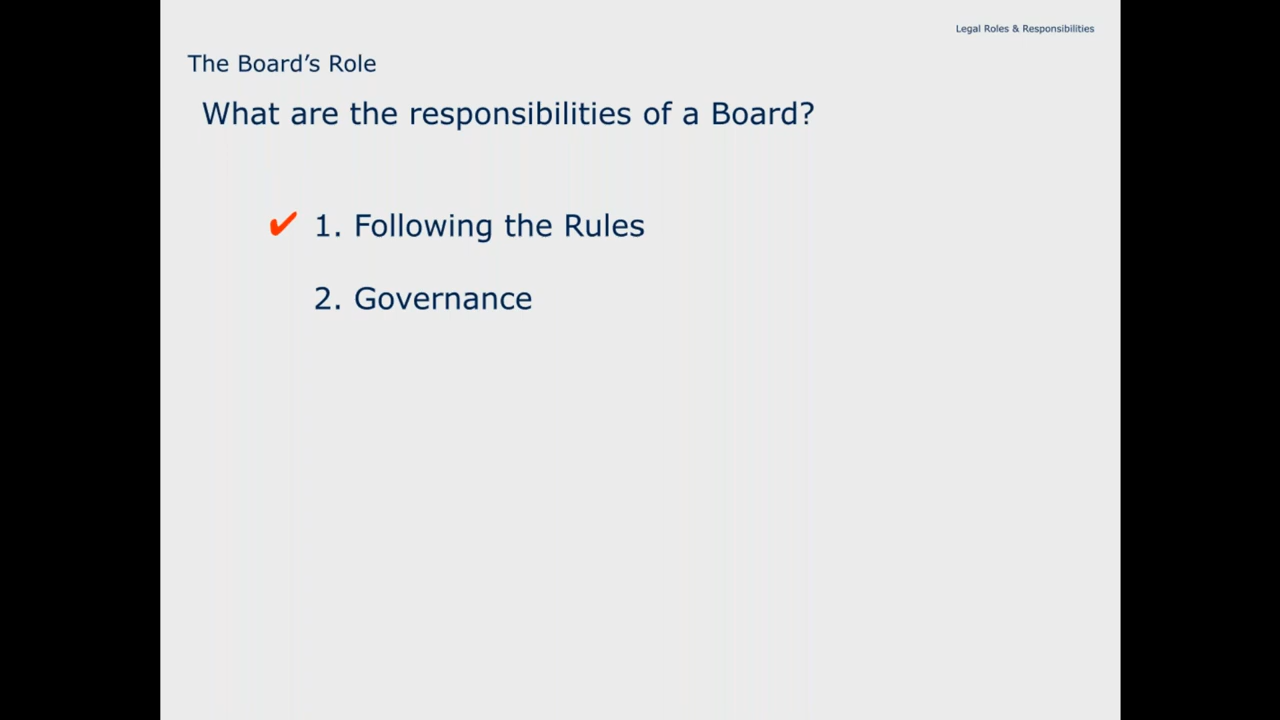 Legal Roles & Responsibilities
The Board’s Role
What are the responsibilities of a Board?
✔ 1. Following the Rules
2. Governance